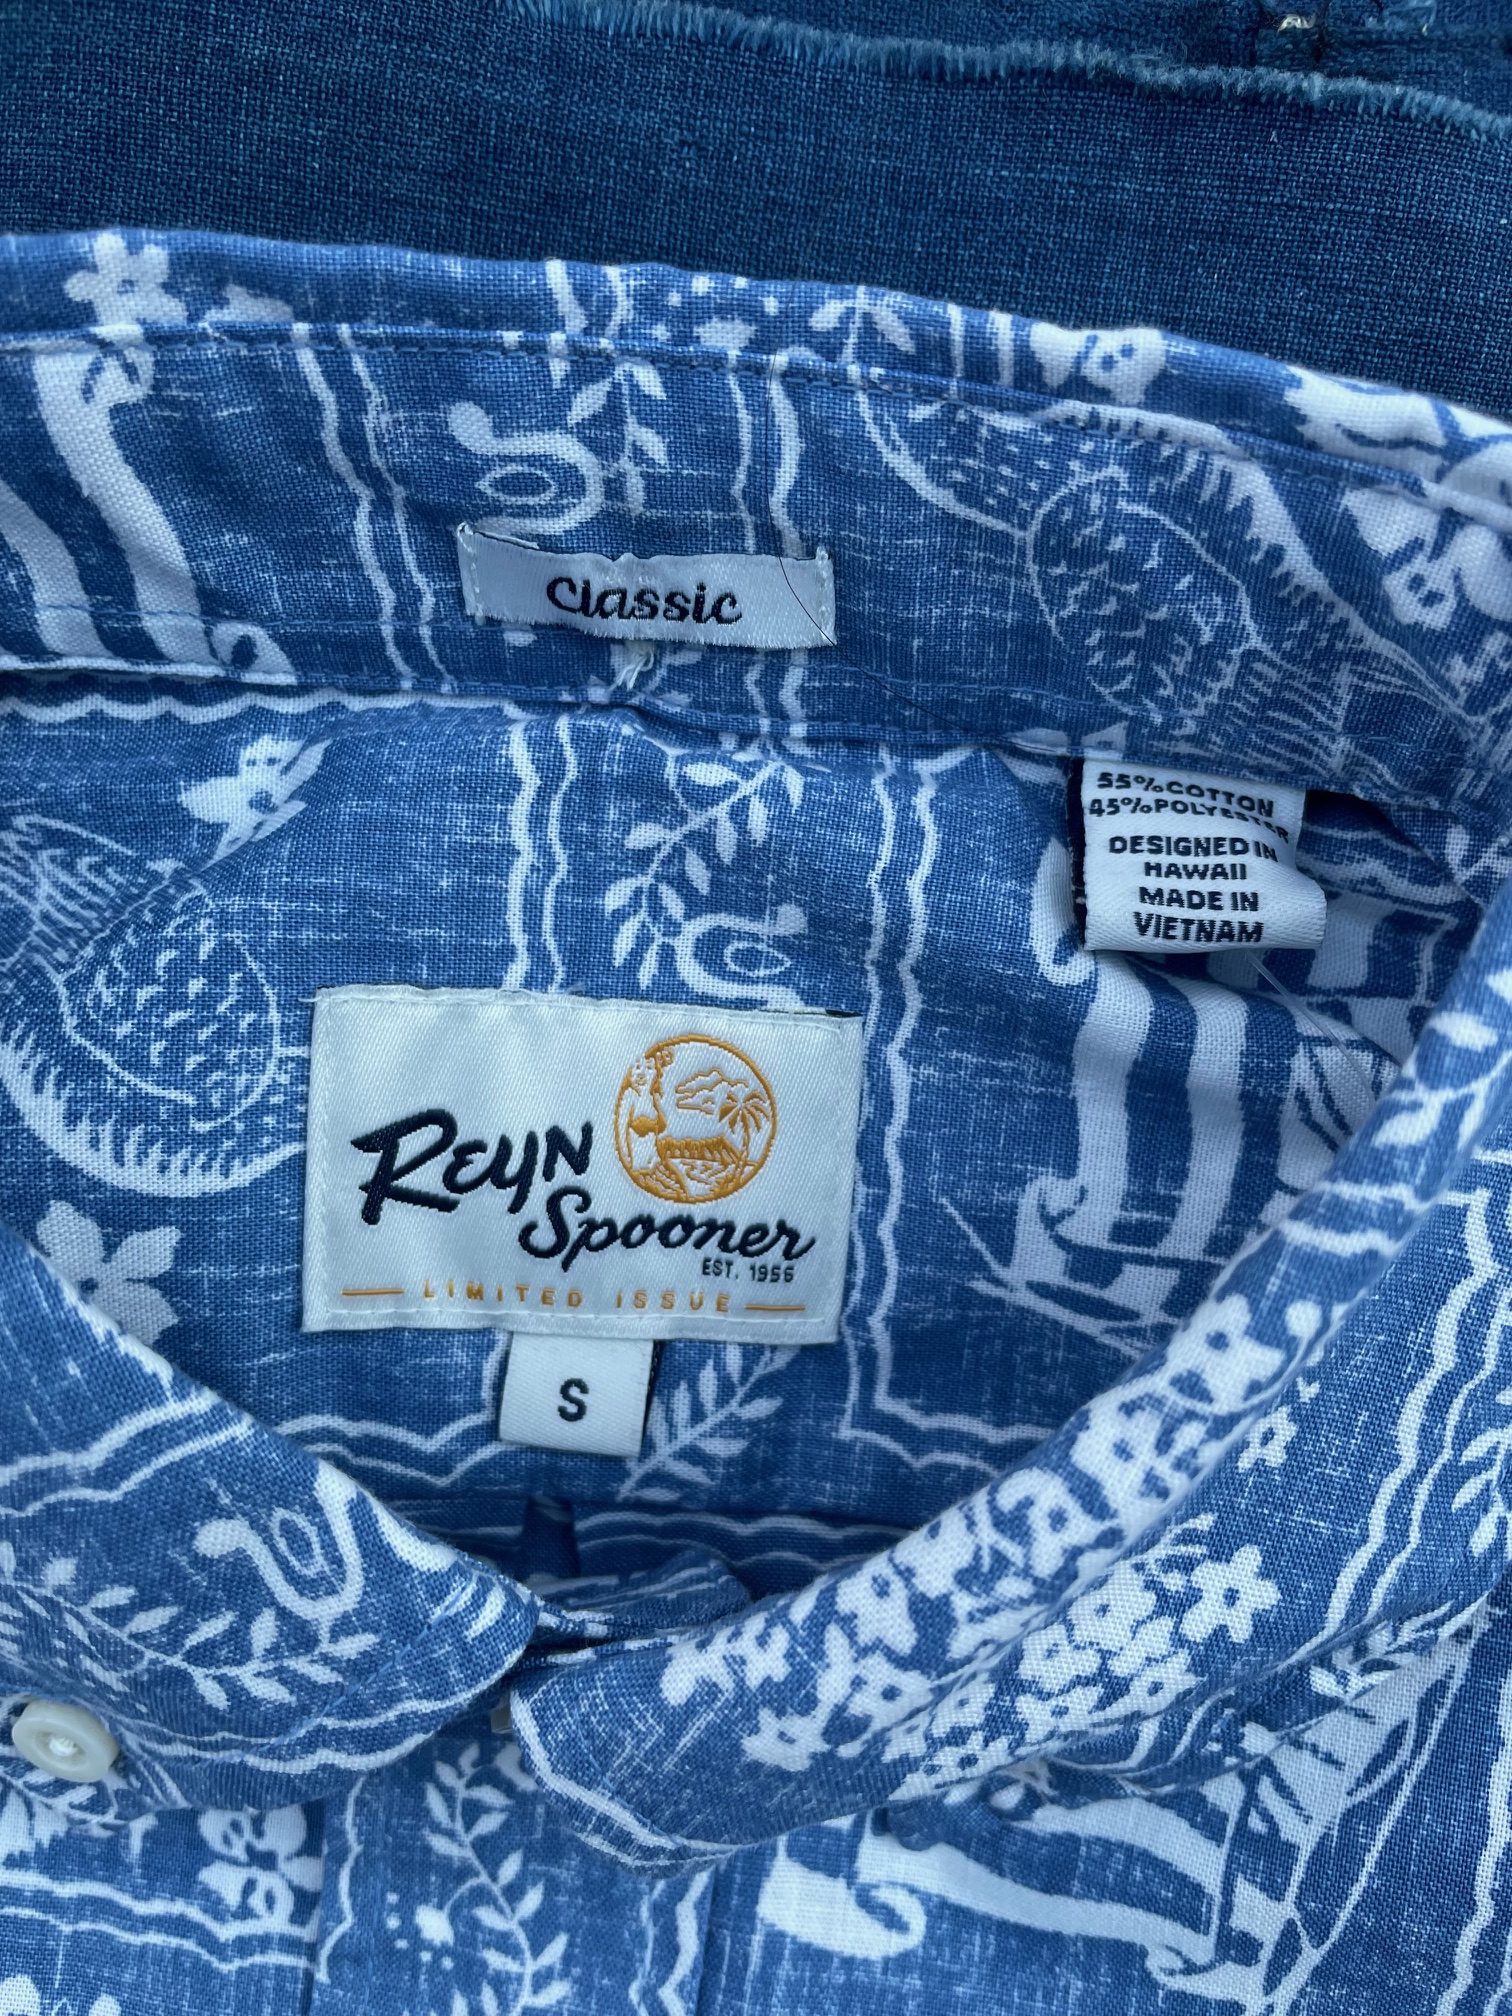 Classic
55%COTTON
45%POLYESTER
DESIGNED IN
HAWAII
MADE IN
VIETNAM
REYN
Spooner
EST. 1956
LIMITED ISSUE
S